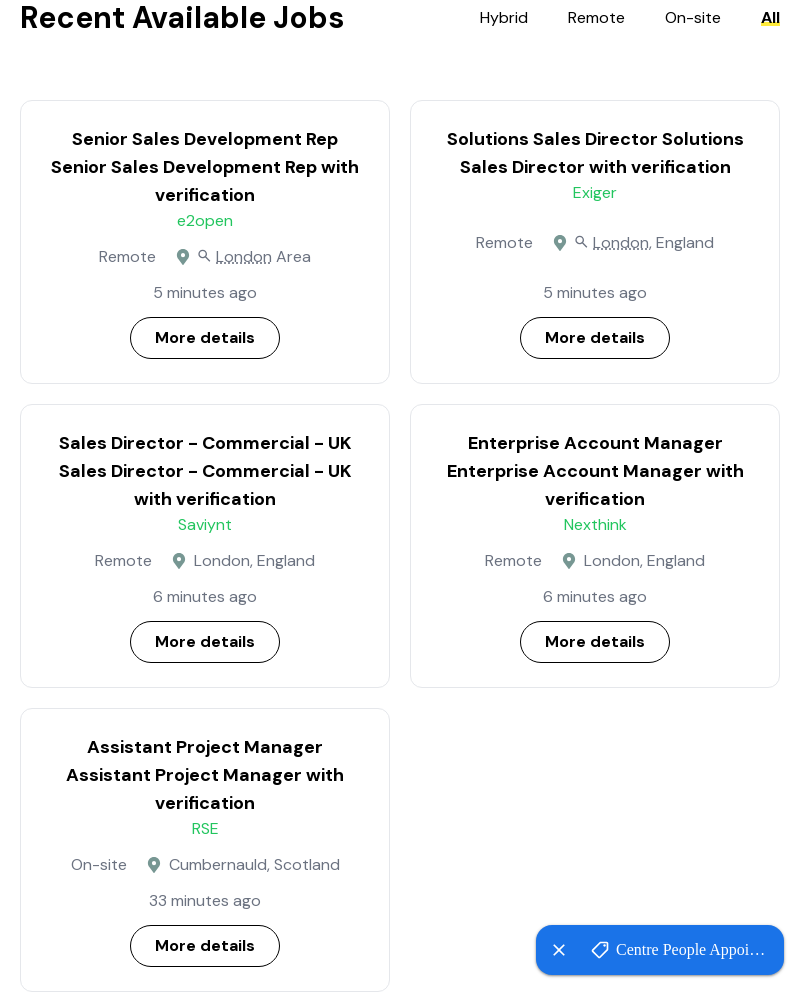 Recent Available Jobs
Hybrid Remote On-site All
Senior Sales Development Rep
Senior Sales Development Rep with
verification
e2open
Remote London Area
5 minutes ago
More details
Solutions Sales Director Solutions
Sales Director with verification
Exiger
Remote London, England
5 minutes ago
More details
Sales Director - Commercial - UK
Sales Director - Commercial - UK
with verification
Saviynt
Remote London, England
6 minutes ago
More details
Enterprise Account Manager
Enterprise Account Manager with
verification
Nexthink
Remote London, England
6 minutes ago
More details
Assistant Project Manager
Assistant Project Manager with
verification
RSE
On-site Cumbernauld, Scotland
33 minutes ago
More details
Centre People Appoi...